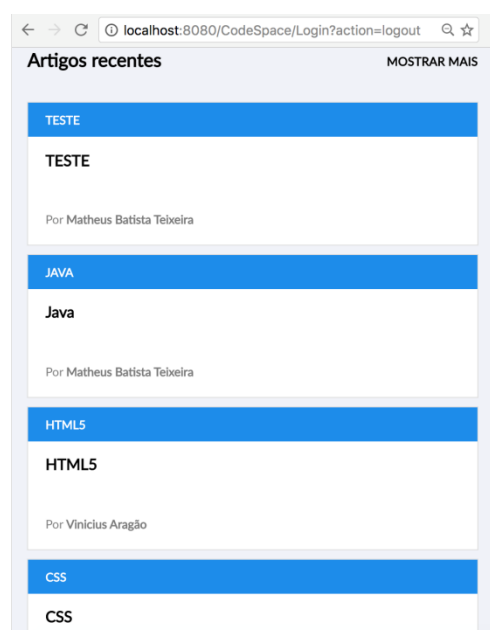 localhost:8080/CodeSpace/Login?action=logout
Artigos recentes MOSTRAR MAIS
TESTE
TESTE
Por Matheus Batista Teixeira
JAVA
Java
Por Matheus Batista Teixeira
HTML5
HTML5
Por Vinicius Aragão
CSS
CSS